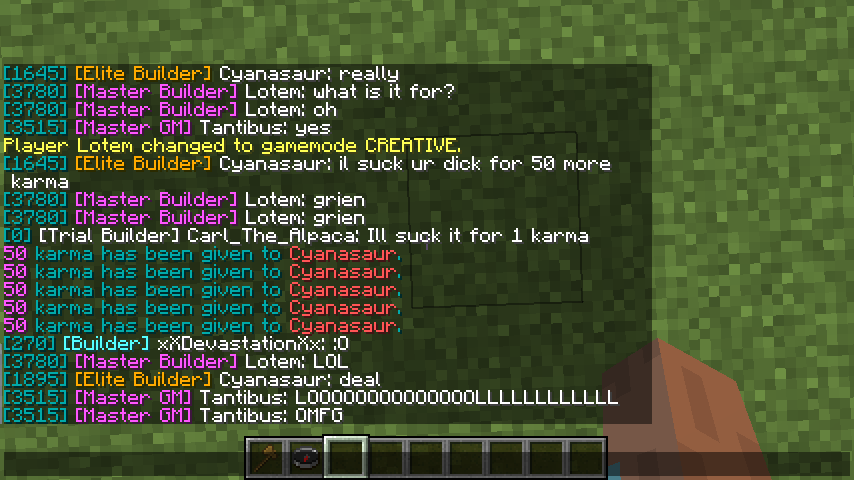 [1645] [Elite Builder] Cyanasaur: really
[3780] [Master Builder] Lotem: what is it for?
[3780] [Master Builder] Lotem: oh
[3515] [Master GM] Tantibus: yes
Player Lotem changed to gamemode CREATIVE.
[1645] [Elite Builder] Cyanasaur: il suck ur dick for 50 more
karma
[3780] [Master Builder] Lotem: grien
[3780] [Master Builder] Lotem: grien
[0] [Trial Builder] Carl_The_Alpaca: Ill suck it for 1 karma
50 karma has been given to Cyanasaur.
50 karma has been given to Cyanasaur.
50 karma has been given to Cyanasaur.
50 karma has been given to Cyanasaur.
50 karma has been given to Cyanasaur.
[270] [Builder] xXDevastationXx: :O
[3780] [Master Builder] Lotem: LOL
[1895] [Elite Builder] Cyanasaur: deal
[3515] [Master GM] Tantibus: LOOOOOOOOOOOOOOOLLLLLLLLLLLLL
[3515] [Master GM] Tantibus: OMFG